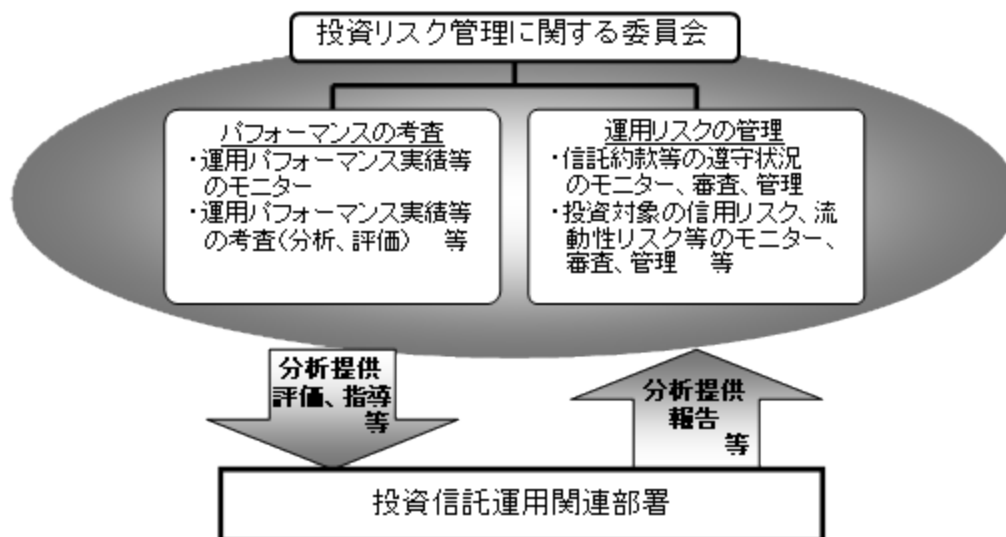 投資リスク管理に関する委員会
パフォーマンスの考査
・運用パフォーマンス実績等
のモニター
・運用パフォーマンス実績等
の考査(分析、評価)　等
運用リスクの管理
・信託約款等の遵守状況
のモニター、審査、管理
・投資対象の信用リスク、流
動性リスク等のモニター、
審査、管理　等
分析提供
評価、指導
等
分析提供
報告
等
投資信託運用関連部署